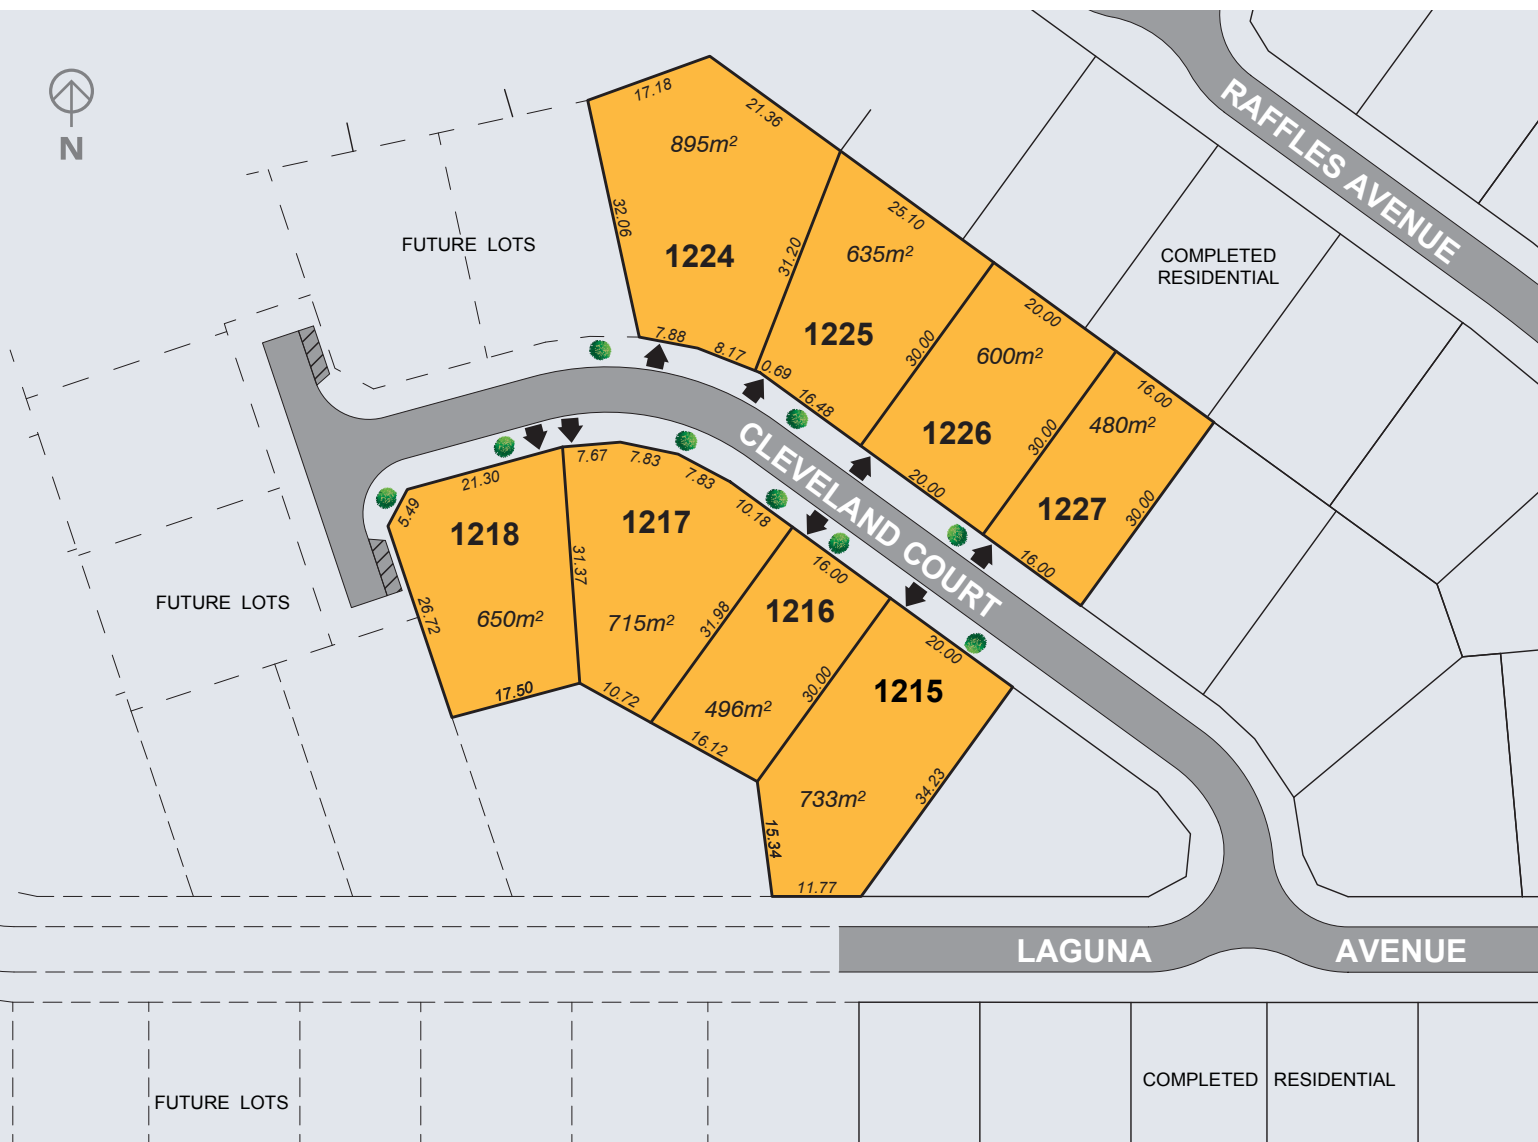 N
RAFFLES AVENUE
17.18
21.36
895m²
32.06
1224
31.20
7.88
8.17
25.10
635m²
1225
30.00
0.69
16.48
20.00
600m²
1226
30.00
20.00
16.00
480m²
1227
30.00
16.00
FUTURE LOTS
COMPLETED
RESIDENTIAL
CLEVELAND COURT
21.30
5.49
1218
650m²
26.72
17.50
7.67
7.83
7.83
10.18
1217
31.37
715m²
31.98
10.72
16.00
1216
496m²
30.00
16.12
20.00
1215
733m²
34.23
15.34
11.77
FUTURE LOTS
LAGUNA AVENUE
FUTURE LOTS
COMPLETED RESIDENTIAL